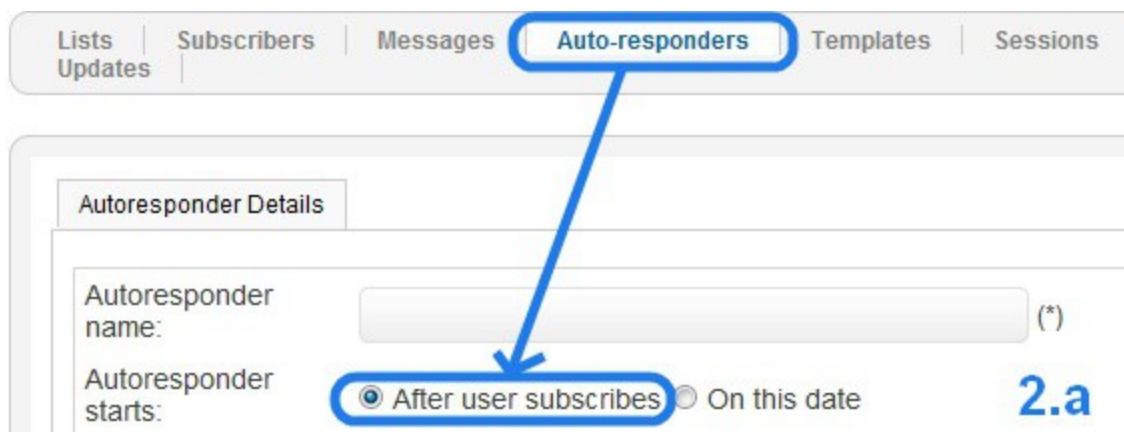 Lists Subscribers Messages Auto-responders Templates Sessions
Updates
Autoresponder Details
Autoresponder
name:
(*)
Autoresponder
starts:
After user subscribes On this date
2.a